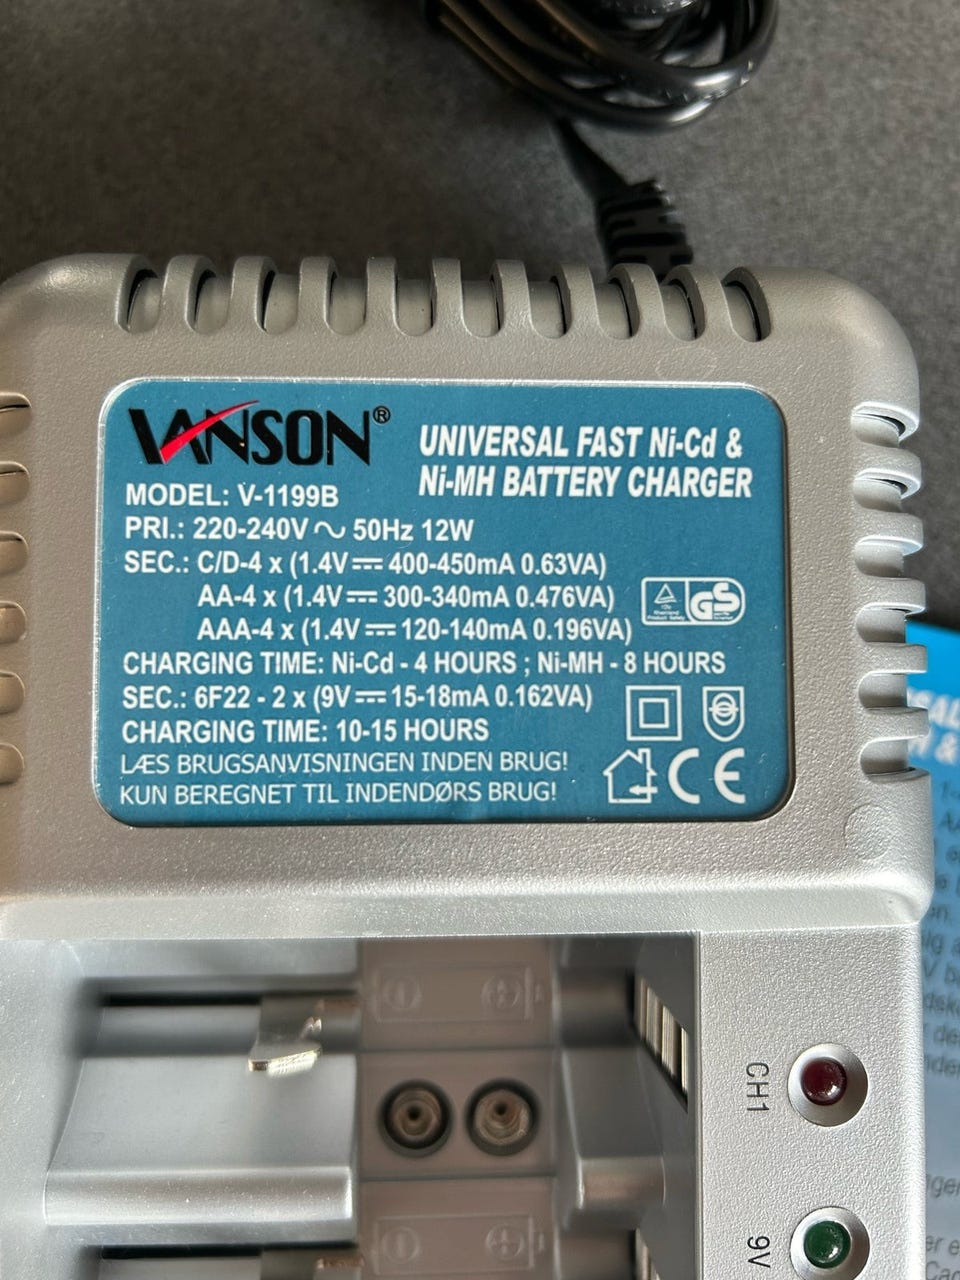 VANSON®
UNIVERSAL FAST Ni-Cd &
Ni-MH BATTERY CHARGER
MODEL: V-1199B
PRI.: 220-240V ~ 50Hz 12W
SEC.: C/D-4 x (1.4V⎓400-450mA 0.63VA)
AA-4 x (1.4V⎓300-340mA 0.476VA)
AAA-4 x (1.4V⎓120-140mA 0.196VA)
GS
CHARGING TIME: Ni-Cd - 4 HOURS ; Ni-MH - 8 HOURS
SEC.: 6F22 - 2 x (9V⎓15-18mA 0.162VA)
CHARGING TIME: 10-15 HOURS
LÆS BRUGSANVISNINGEN INDEN BRUG!
KUN BEREGNET TIL INDENDØRS BRUG!
CE
CH1
9V